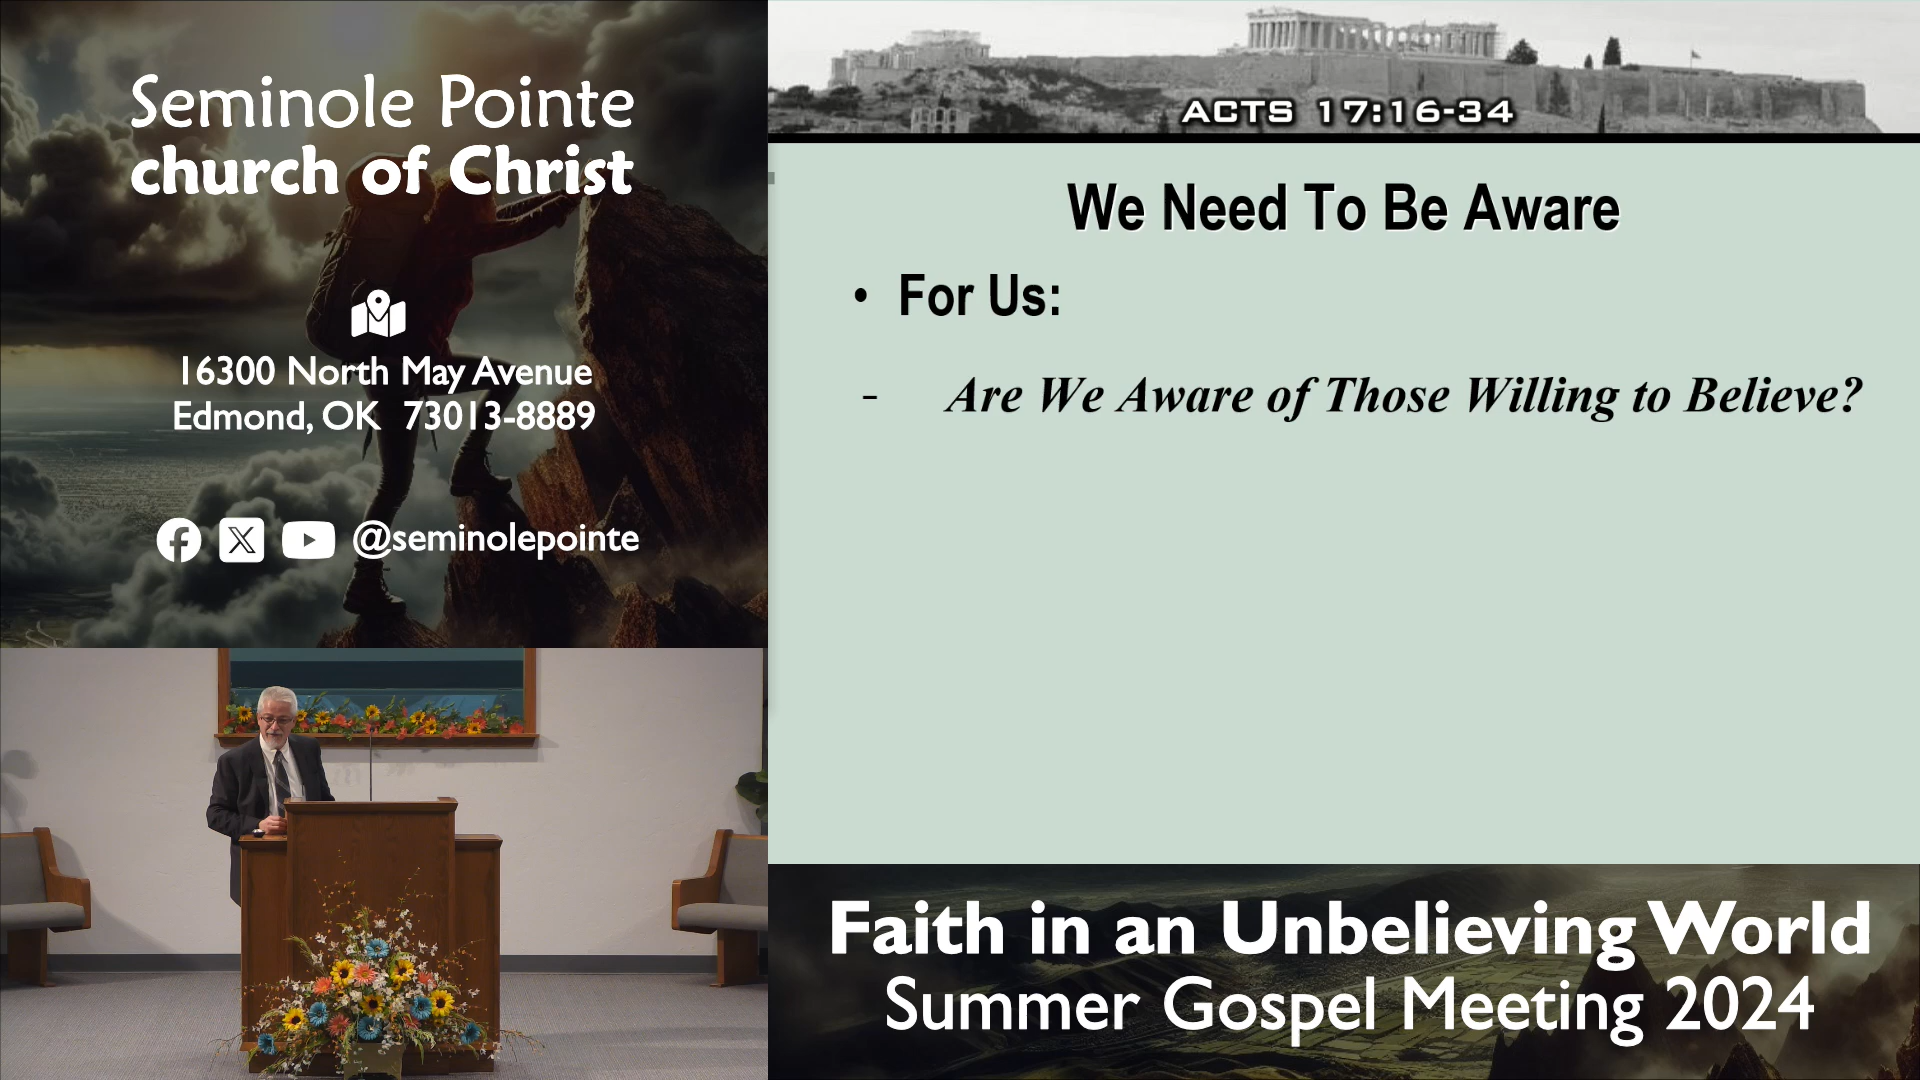 Seminole Pointe
church of Christ
16300 North May Avenue
Edmond, OK 73013-8889
@seminolepointe
ACTS 17:16-34
We Need To Be Aware
• For Us:
- Are We Aware of Those Willing to Believe?
Faith in an Unbelieving World
Summer Gospel Meeting 2024